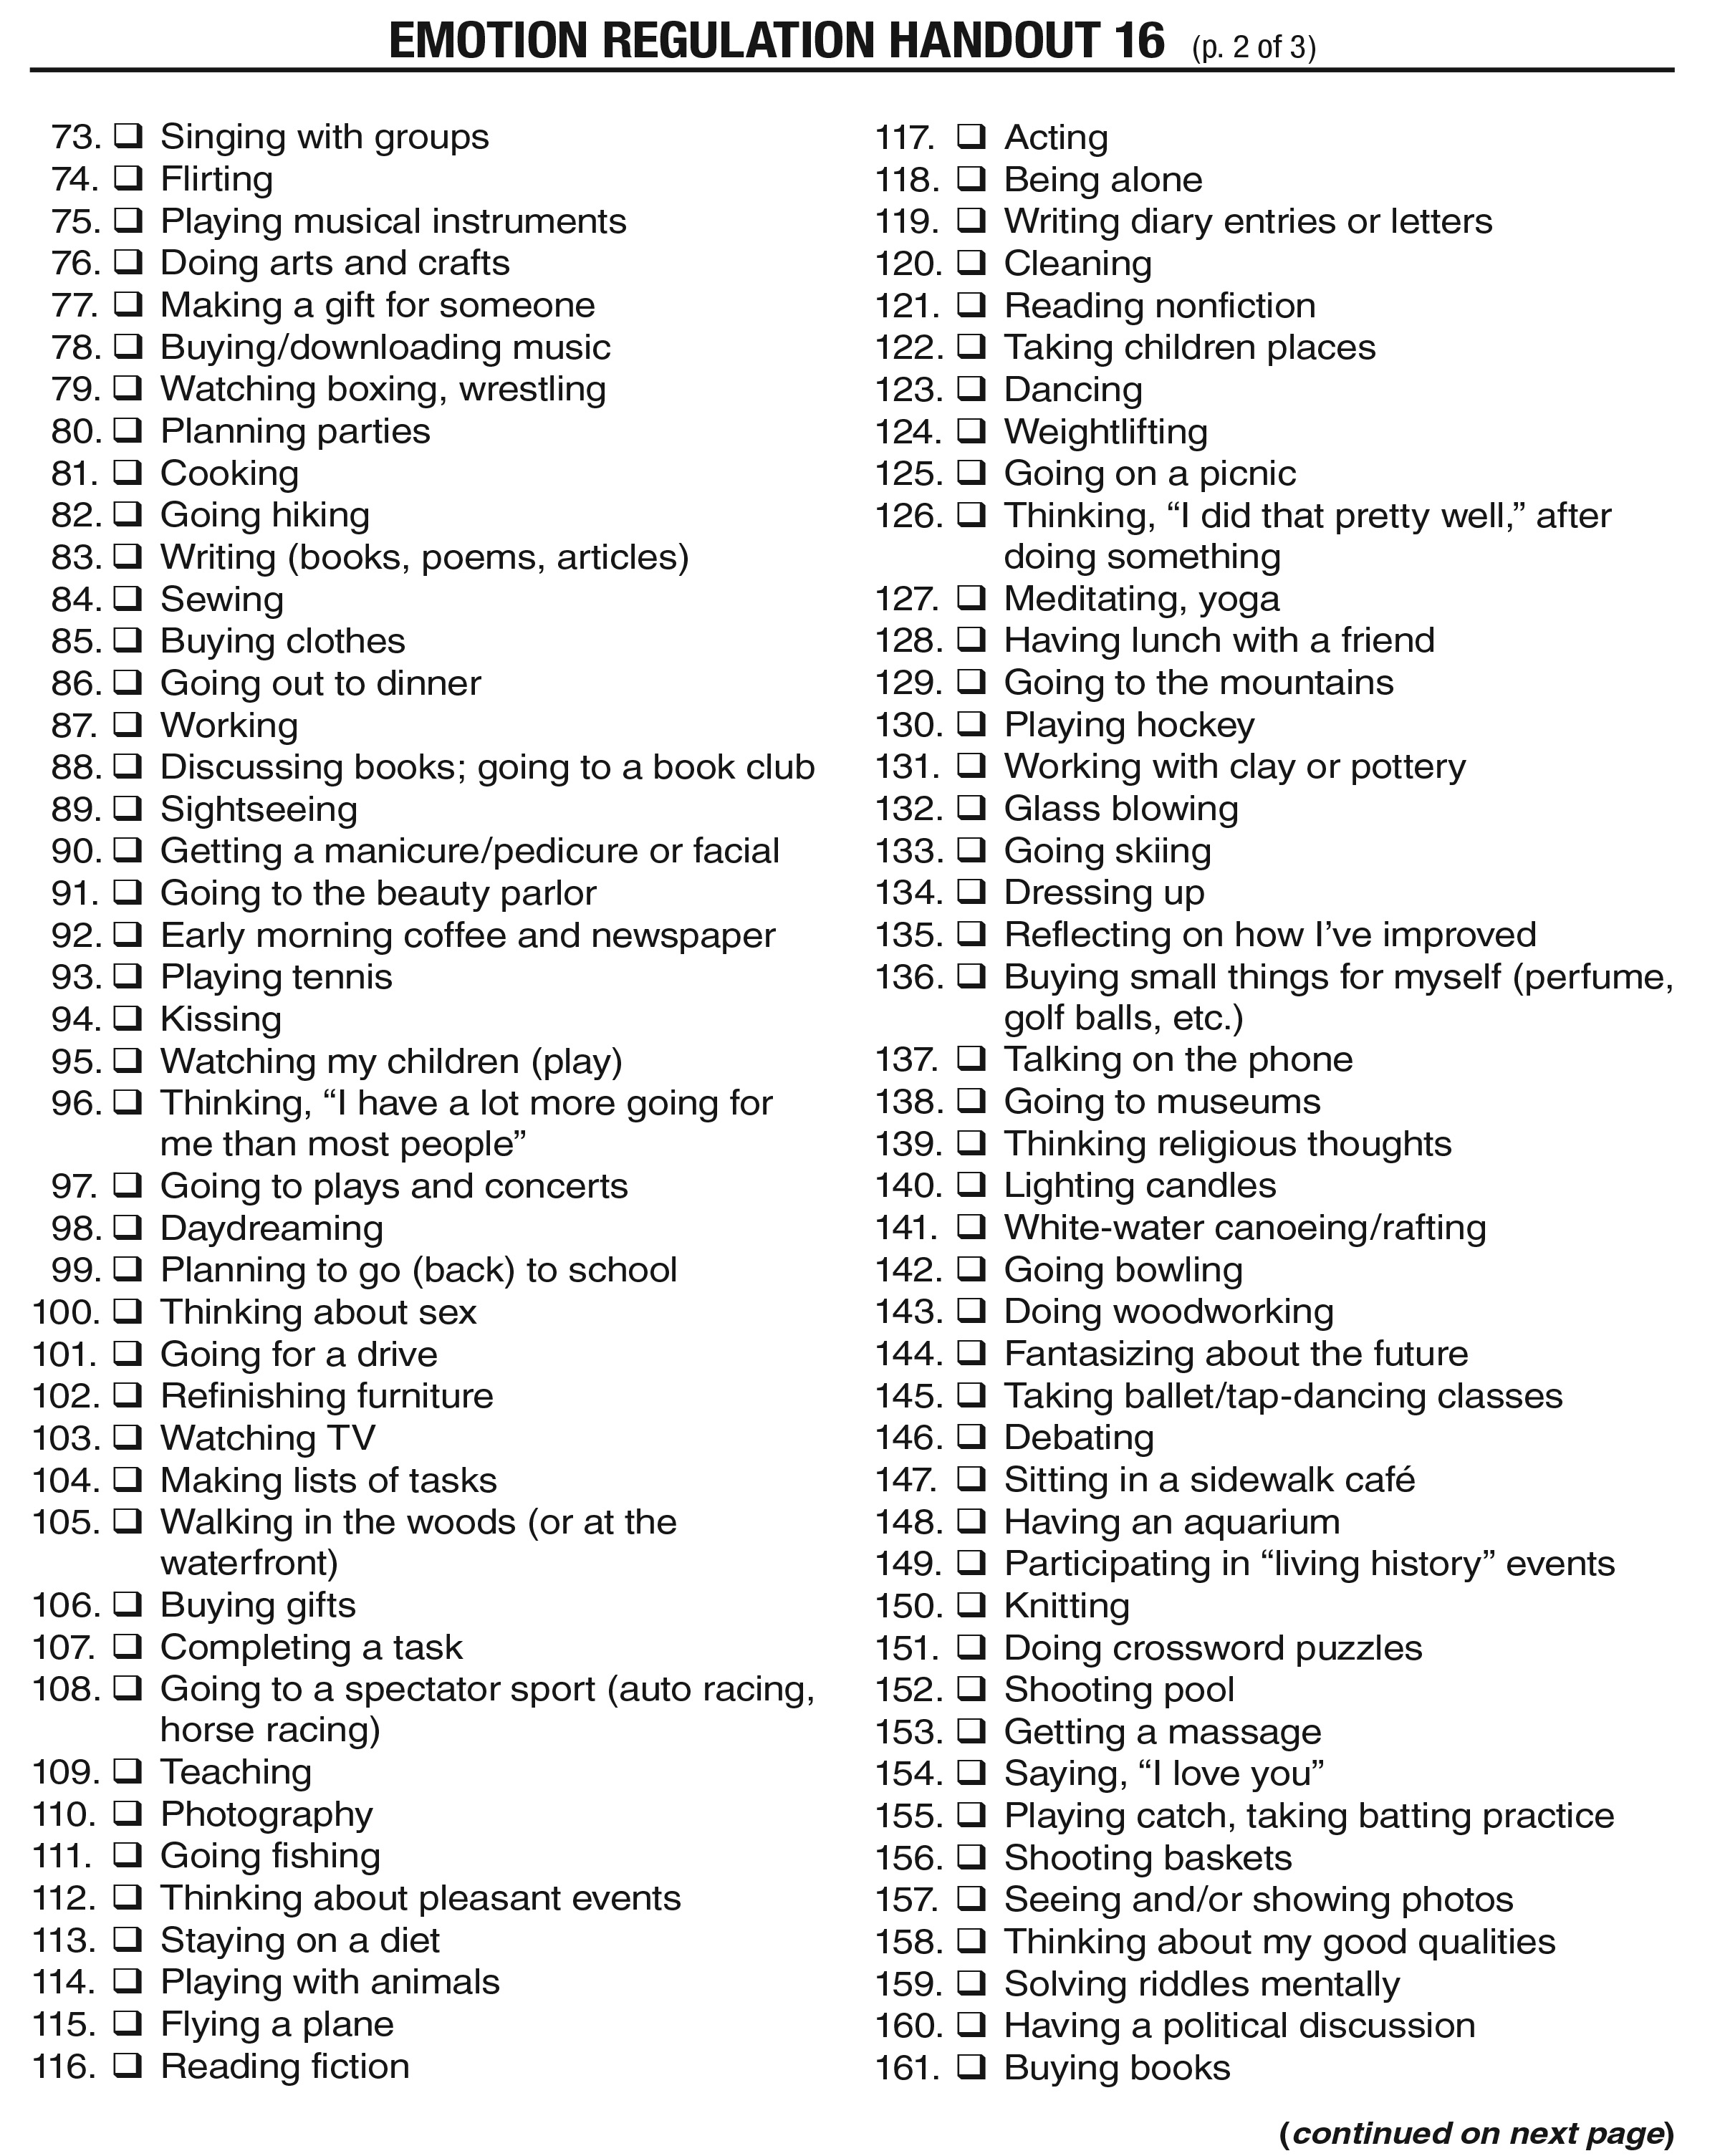 EMOTION REGULATION HANDOUT 16 (p. 2 of 3)
73. ❑ Singing with groups
74. ❑ Flirting
75. ❑ Playing musical instruments
76. ❑ Doing arts and crafts
77. ❑ Making a gift for someone
78. ❑ Buying/downloading music
79. ❑ Watching boxing, wrestling
80. ❑ Planning parties
81. ❑ Cooking
82. ❑ Going hiking
83. ❑ Writing (books, poems, articles)
84. ❑ Sewing
85. ❑ Buying clothes
86. ❑ Going out to dinner
87. ❑ Working
88. ❑ Discussing books; going to a book club
89. ❑ Sightseeing
90. ❑ Getting a manicure/pedicure or facial
91. ❑ Going to the beauty parlor
92. ❑ Early morning coffee and newspaper
93. ❑ Playing tennis
94. ❑ Kissing
95. ❑ Watching my children (play)
96. ❑ Thinking, “I have a lot more going for
me than most people”
97. ❑ Going to plays and concerts
98. ❑ Daydreaming
99. ❑ Planning to go (back) to school
100. ❑ Thinking about sex
101. ❑ Going for a drive
102. ❑ Refinishing furniture
103. ❑ Watching TV
104. ❑ Making lists of tasks
105. ❑ Walking in the woods (or at the
waterfront)
106. ❑ Buying gifts
107. ❑ Completing a task
108. ❑ Going to a spectator sport (auto racing,
horse racing)
109. ❑ Teaching
110. ❑ Photography
111. ❑ Going fishing
112. ❑ Thinking about pleasant events
113. ❑ Staying on a diet
114. ❑ Playing with animals
115. ❑ Flying a plane
116. ❑ Reading fiction
117. ❑ Acting
118. ❑ Being alone
119. ❑ Writing diary entries or letters
120. ❑ Cleaning
121. ❑ Reading nonfiction
122. ❑ Taking children places
123. ❑ Dancing
124. ❑ Weightlifting
125. ❑ Going on a picnic
126. ❑ Thinking, “I did that pretty well,” after
doing something
127. ❑ Meditating, yoga
128. ❑ Having lunch with a friend
129. ❑ Going to the mountains
130. ❑ Playing hockey
131. ❑ Working with clay or pottery
132. ❑ Glass blowing
133. ❑ Going skiing
134. ❑ Dressing up
135. ❑ Reflecting on how I’ve improved
136. ❑ Buying small things for myself (perfume,
golf balls, etc.)
137. ❑ Talking on the phone
138. ❑ Going to museums
139. ❑ Thinking religious thoughts
140. ❑ Lighting candles
141. ❑ White-water canoeing/rafting
142. ❑ Going bowling
143. ❑ Doing woodworking
144. ❑ Fantasizing about the future
145. ❑ Taking ballet/tap-dancing classes
146. ❑ Debating
147. ❑ Sitting in a sidewalk café
148. ❑ Having an aquarium
149. ❑ Participating in “living history” events
150. ❑ Knitting
151. ❑ Doing crossword puzzles
152. ❑ Shooting pool
153. ❑ Getting a massage
154. ❑ Saying, “I love you”
155. ❑ Playing catch, taking batting practice
156. ❑ Shooting baskets
157. ❑ Seeing and/or showing photos
158. ❑ Thinking about my good qualities
159. ❑ Solving riddles mentally
160. ❑ Having a political discussion
161. ❑ Buying books
(continued on next page)